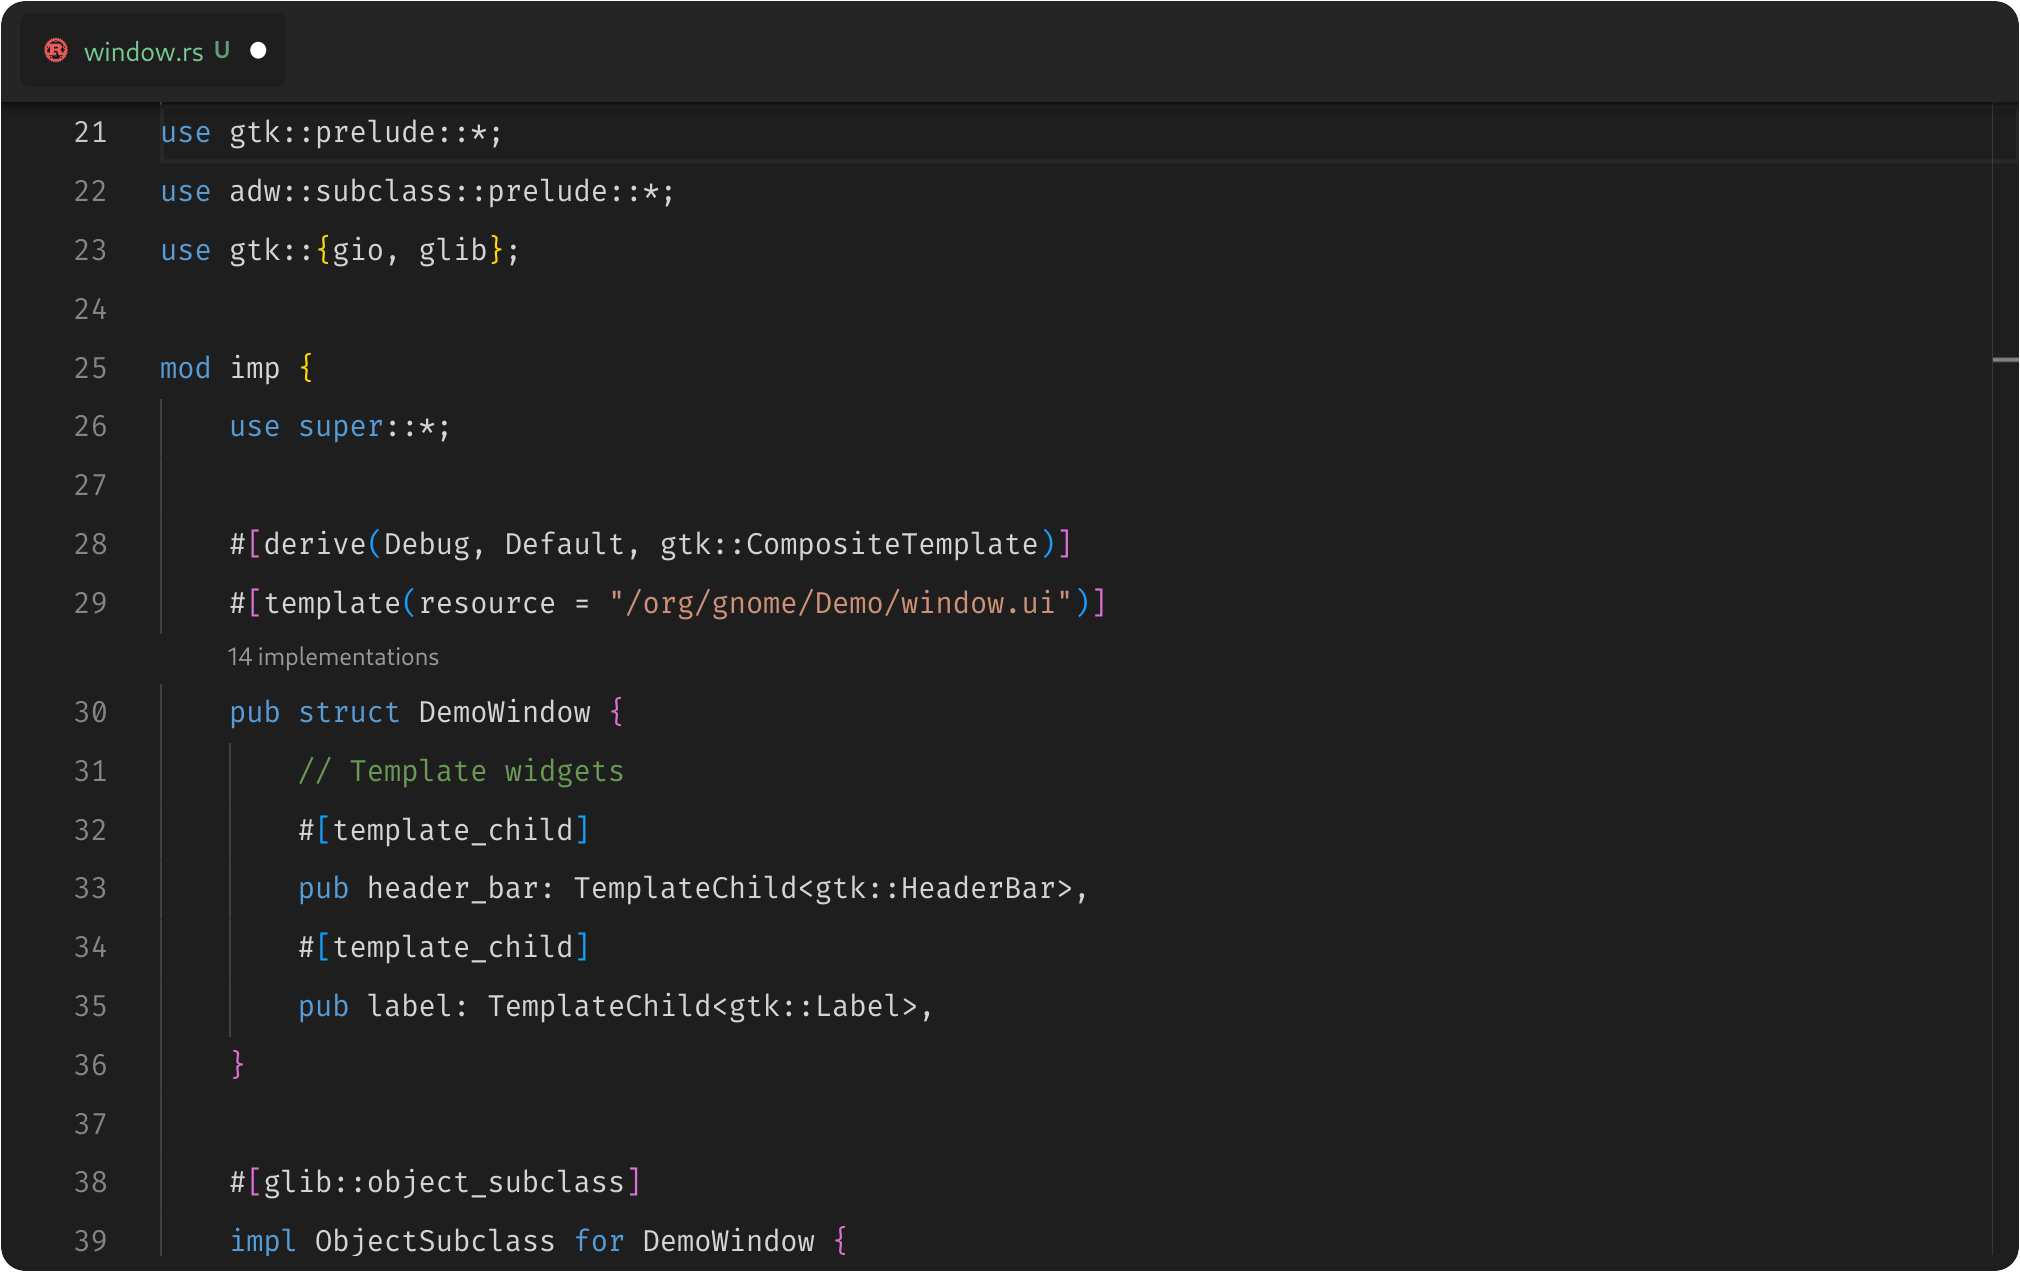 window.rs U
21 use gtk::prelude::*;
22 use adw::subclass::prelude::*;
23 use gtk::{gio, glib};
24
25 mod imp {
26     use super::*;
27
28     #[derive(Debug, Default, gtk::CompositeTemplate)]
29     #[template(resource = "/org/gnome/Demo/window.ui")]
14 implementations
30     pub struct DemoWindow {
31         // Template widgets
32         #[template_child]
33         pub header_bar: TemplateChild<gtk::HeaderBar>,
34         #[template_child]
35         pub label: TemplateChild<gtk::Label>,
36     }
37
38     #[glib::object_subclass]
39     impl ObjectSubclass for DemoWindow {